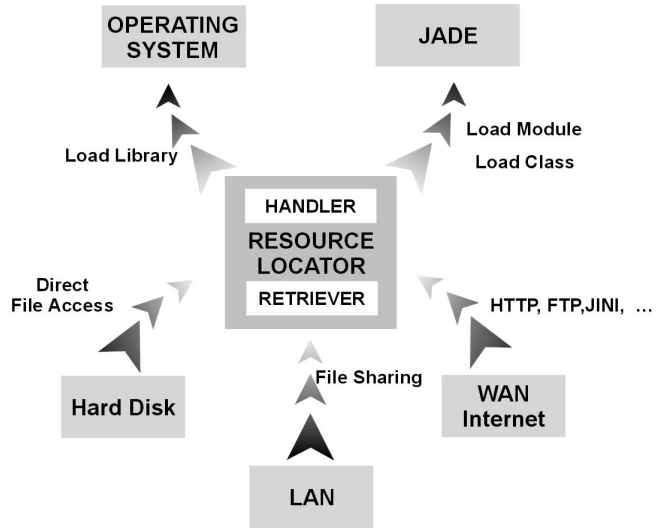 OPERATING
SYSTEM
JADE
Load Library
Load Module
Load Class
HANDLER
RESOURCE
LOCATOR
RETRIEVER
Direct
File Access
HTTP, FTP,JINI, ...
File Sharing
Hard Disk
WAN
Internet
LAN